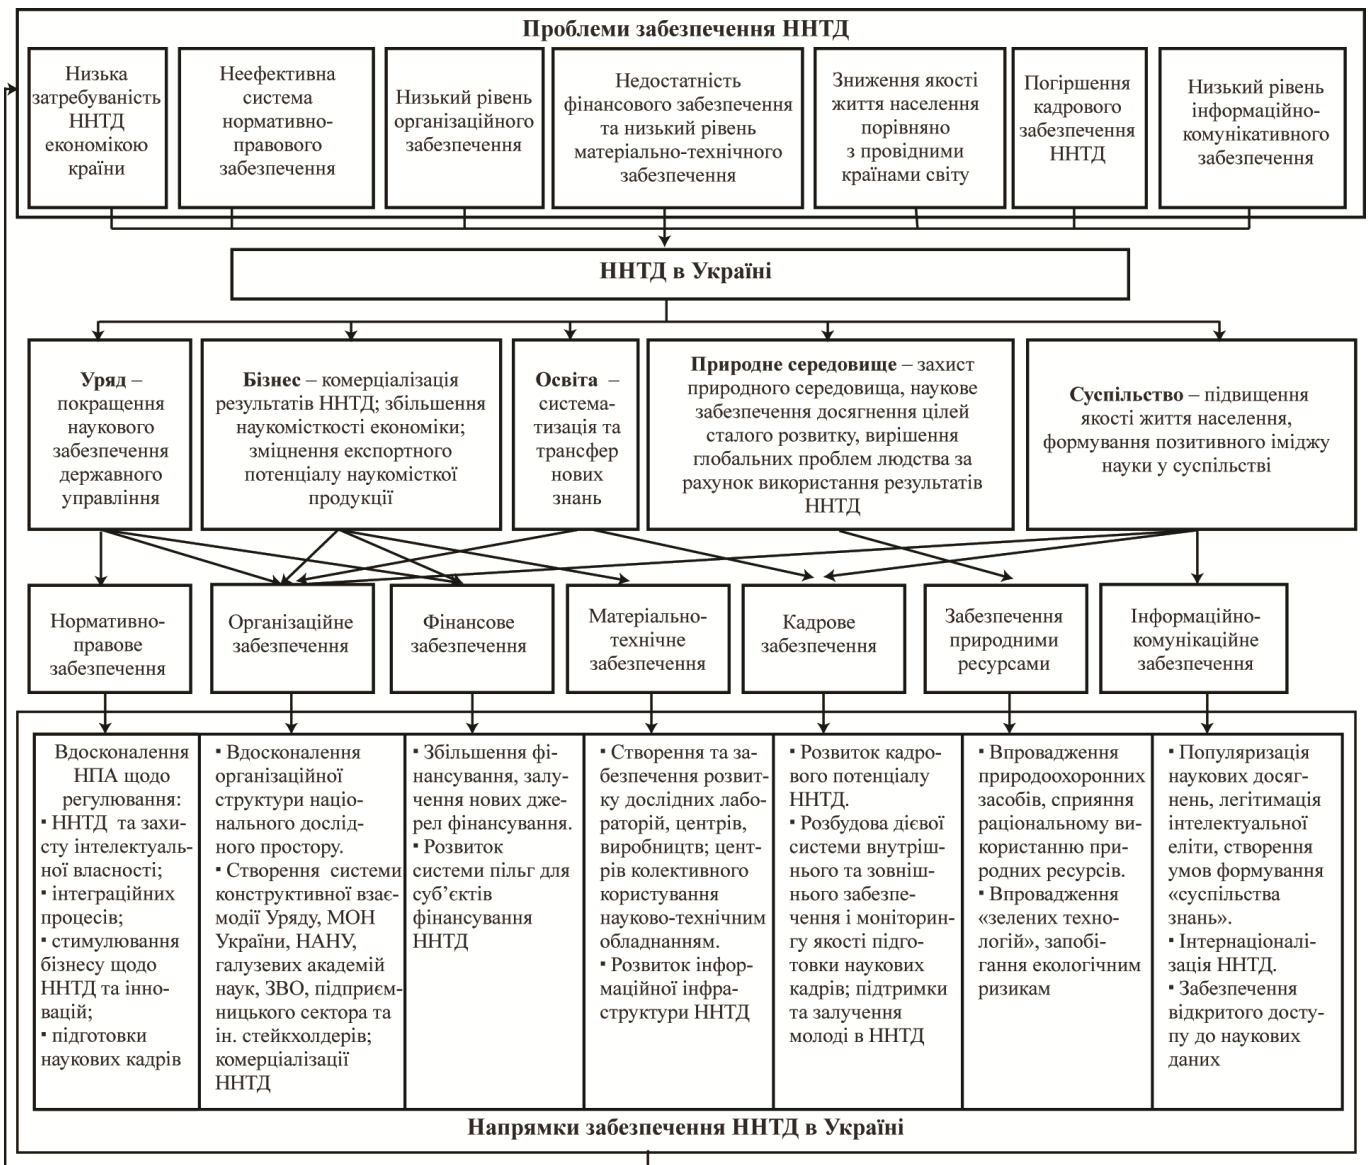 Проблеми забезпечення ННТД
Низька
затребуваність
ННТД
економікою
країни
Неефективна
система
нормативно-
правового
забезпечення
Низький рівень
організаційного
забезпечення
Недостатність
фінансового забезпечення
та низький рівень
матеріально-технічного
забезпечення
Зниження якості
життя населення
порівняно
з провідними
країнами світу
Погіршення
кадрового
забезпечення
ННТД
Низький рівень
інформаційно-
комунікативного
забезпечення
ННТД в Україні
Уряд –
покращення
наукового
забезпечення
державного
управління
Бізнес – комерціалізація
результатів ННТД; збільшення
наукомісткості економіки;
зміцнення експортного
потенціалу наукомісткої
продукції
Освіта –
система-
тизація та
трансфер
нових
знань
Природне середовище – захист
природного середовища, наукове
забезпечення досягнення цілей
сталого розвитку, вирішення
глобальних проблем людства за
рахунок використання результатів
ННТД
Суспільство – підвищення
якості життя населення,
формування позитивного іміджу
науки у суспільстві
Нормативно-
правове
забезпечення
Організаційне
забезпечення
Фінансове
забезпечення
Матеріально-
технічне
забезпечення
Кадрове
забезпечення
Забезпечення
природними
ресурсами
Інформаційно-
комунікаційне
забезпечення
Вдосконалення
НПА щодо
регулювання:
▪ ННТД та захи-
сту інтелектуаль-
ної власності;
▪ інтеграційних
процесів;
▪ стимулювання
бізнесу щодо
ННТД та інно-
вацій;
▪ підготовки
наукових кадрів
▪ Вдосконалення
організаційної
структури націо-
нального дослід-
ного простору.
▪ Створення системи
конструктивної взає-
модії Уряду, МОН
України, НАНУ,
галузевих академій
наук, ЗВО, підприєм-
ницького сектора та
ін. стейкхолдерів;
комерціалізації
ННТД
▪ Збільшення фі-
нансування, залу-
чення нових дже-
рел фінансування.
▪ Розвиток
системи пільг для
суб’єктів
фінансування
ННТД
▪ Створення та за-
безпечення розвит-
ку дослідних лабо-
раторій, центрів,
виробництв; цент-
рів колективного
користування
науково-технічним
обладнанням.
▪ Розвиток інфор-
маційної інфра-
структури ННТД
▪ Розвиток кадро-
вого потенціалу
ННТД.
▪ Розбудова дієвої
системи внутріш-
нього та зовніш-
нього забезпе-
чення і моніторин-
гу якості підго-
товки наукових
кадрів; підтримки
та залучення
молоді в ННТД
▪ Впровадження
природоохоронних
засобів, сприяння
раціональному ви-
користанню при-
родних ресурсів.
▪ Впровадження
«зелених техно-
логій», запобі-
гання екологічним
ризикам
▪ Популяризація
наукових досяг-
нень, легітимація
інтелектуальної
еліти, створення
умов формування
«суспільства
знань».
▪ Інтернаціоналі-
зація ННТД.
▪ Забезпечення
відкритого досту-
пу до наукових
даних
Напрямки забезпечення ННТД в Україні